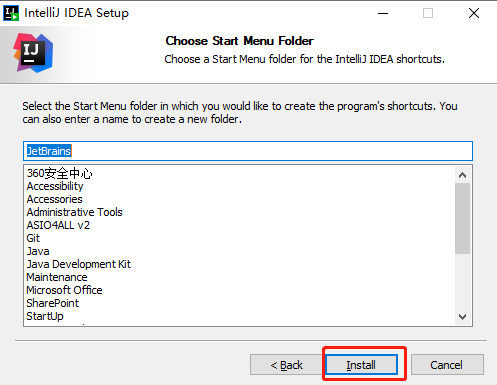 IntelliJ IDEA Setup
IJ
Choose Start Menu Folder
Choose a Start Menu folder for the IntelliJ IDEA shortcuts.
Select the Start Menu folder in which you would like to create the program's shortcuts. You
can also enter a name to create a new folder.
JetBrains
360安全中心
Accessibility
Accessories
Administrative Tools
ASIO4ALL v2
Git
Java
Java Development Kit
Maintenance
Microsoft Office
SharePoint
StartUp
< Back
Install
Cancel